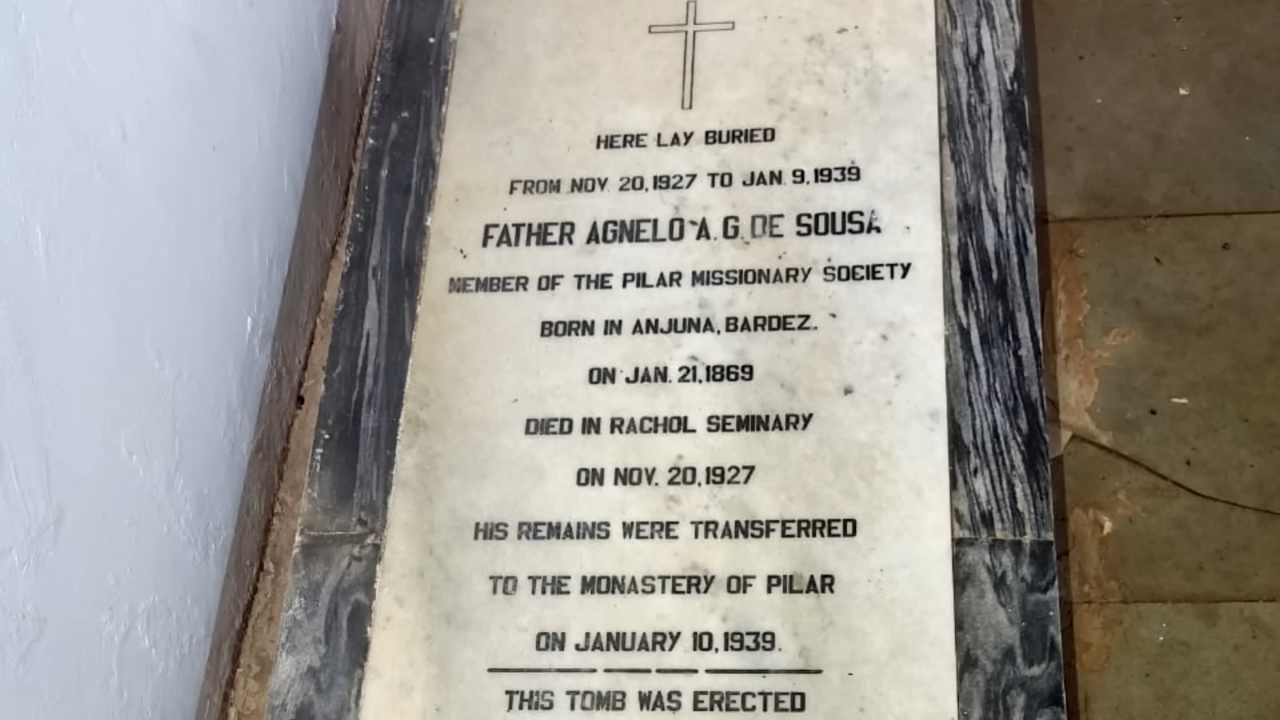 HERE LAY BURIED
FROM NOV. 20,1927 TO JAN. 9,1939
FATHER AGNELO A. G. DE SOUSA
MEMBER OF THE PILAR MISSIONARY SOCIETY
BORN IN ANJUNA, BARDEZ.
ON JAN. 21,1869
DIED IN RACHOL SEMINARY
ON NOV. 20,1927
HIS REMAINS WERE TRANSFERRED
TO THE MONASTERY OF PILAR
ON JANUARY 10,1939.
THIS TOMB WAS ERECTED